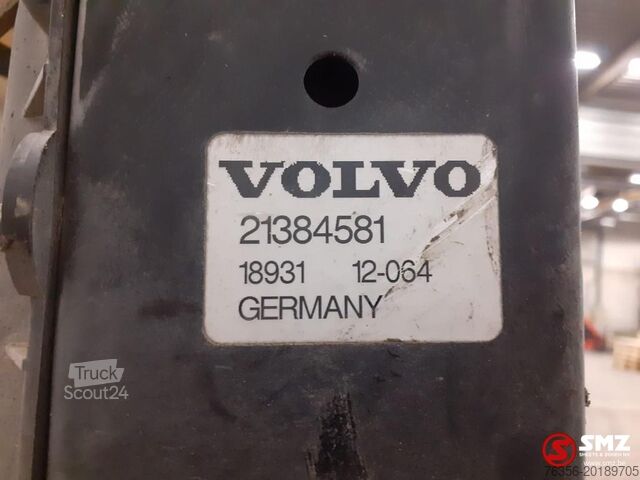 VOLVO
21384581
18931 12-064
GERMANY
Truck
Scout24
SMZ
76356-20189705